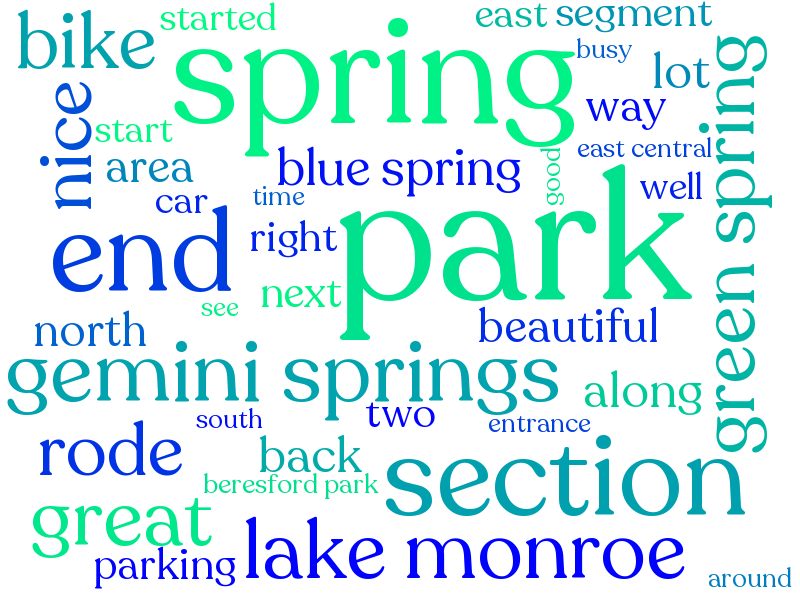 started
east segment
bike
spring
busy
lot
nice
way
green spring
start
east central
area
blue spring
good
well
car
time
park
end
right
next
see
north
beautiful
gemini springs
along
two
south
entrance
rode
back
section
beresford park
great
lake monroe
parking
around